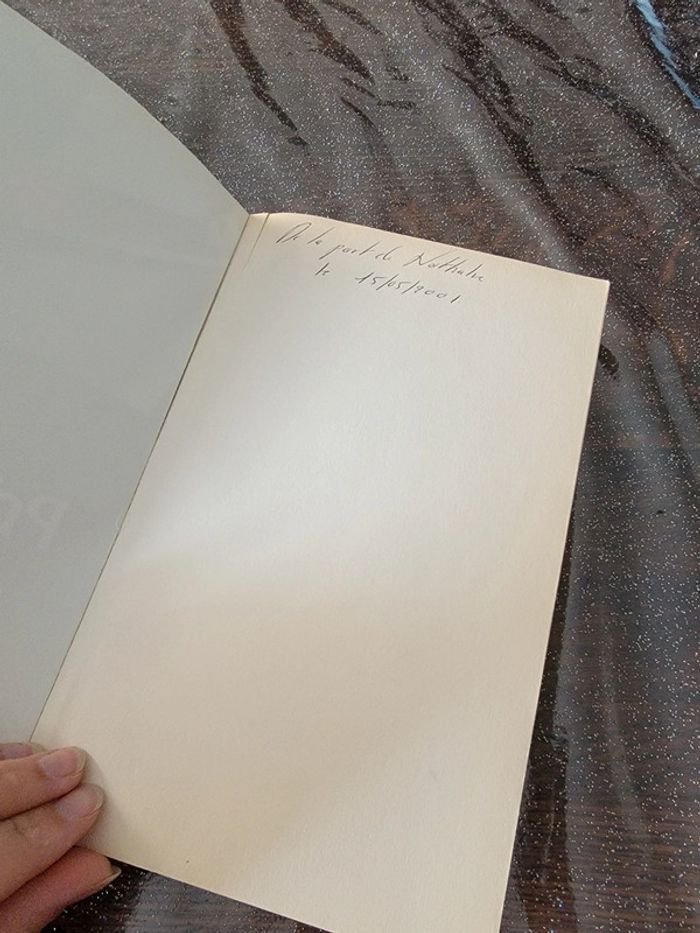 De la part de Nathalie
le 15/05/2001